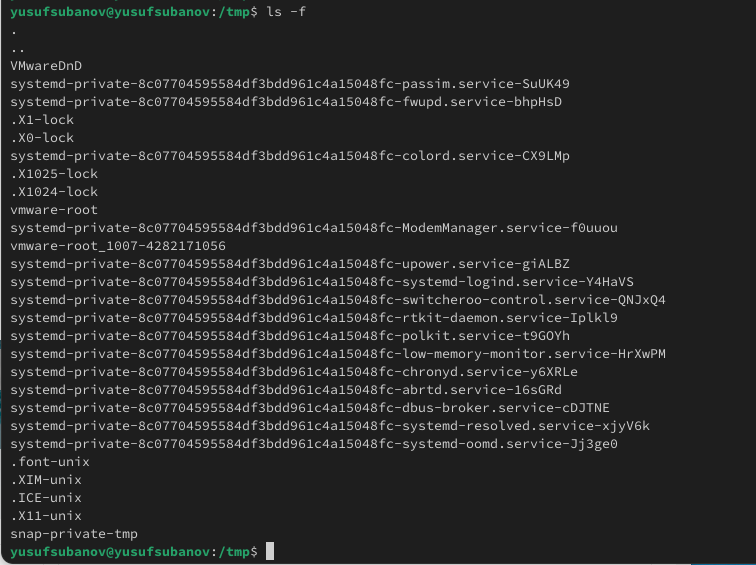 yusufsubanov@yusufsubanov:/tmp$ ls -f
.
..
VMwareDnD
systemd-private-8c07704595584df3bdd961c4a15048fc-passim.service-SuUK49
systemd-private-8c07704595584df3bdd961c4a15048fc-fwupd.service-bhpHsD
.X1-lock
.X0-lock
systemd-private-8c07704595584df3bdd961c4a15048fc-colord.service-CX9LMp
.X1025-lock
.X1024-lock
vmware-root
systemd-private-8c07704595584df3bdd961c4a15048fc-ModemManager.service-f0uuou
vmware-root_1007-4282171056
systemd-private-8c07704595584df3bdd961c4a15048fc-upower.service-giALBZ
systemd-private-8c07704595584df3bdd961c4a15048fc-systemd-logind.service-Y4HaVS
systemd-private-8c07704595584df3bdd961c4a15048fc-switcheroo-control.service-QNJxQ4
systemd-private-8c07704595584df3bdd961c4a15048fc-rtkit-daemon.service-Iplkl9
systemd-private-8c07704595584df3bdd961c4a15048fc-polkit.service-t9GOYh
systemd-private-8c07704595584df3bdd961c4a15048fc-low-memory-monitor.service-HrXwPM
systemd-private-8c07704595584df3bdd961c4a15048fc-chronyd.service-y6XRLe
systemd-private-8c07704595584df3bdd961c4a15048fc-abrtd.service-16sGRd
systemd-private-8c07704595584df3bdd961c4a15048fc-dbus-broker.service-cDJTNE
systemd-private-8c07704595584df3bdd961c4a15048fc-systemd-resolved.service-xjyV6k
systemd-private-8c07704595584df3bdd961c4a15048fc-systemd-oomd.service-Jj3ge0
.font-unix
.XIM-unix
.ICE-unix
.X11-unix
snap-private-tmp
yusufsubanov@yusufsubanov:/tmp$